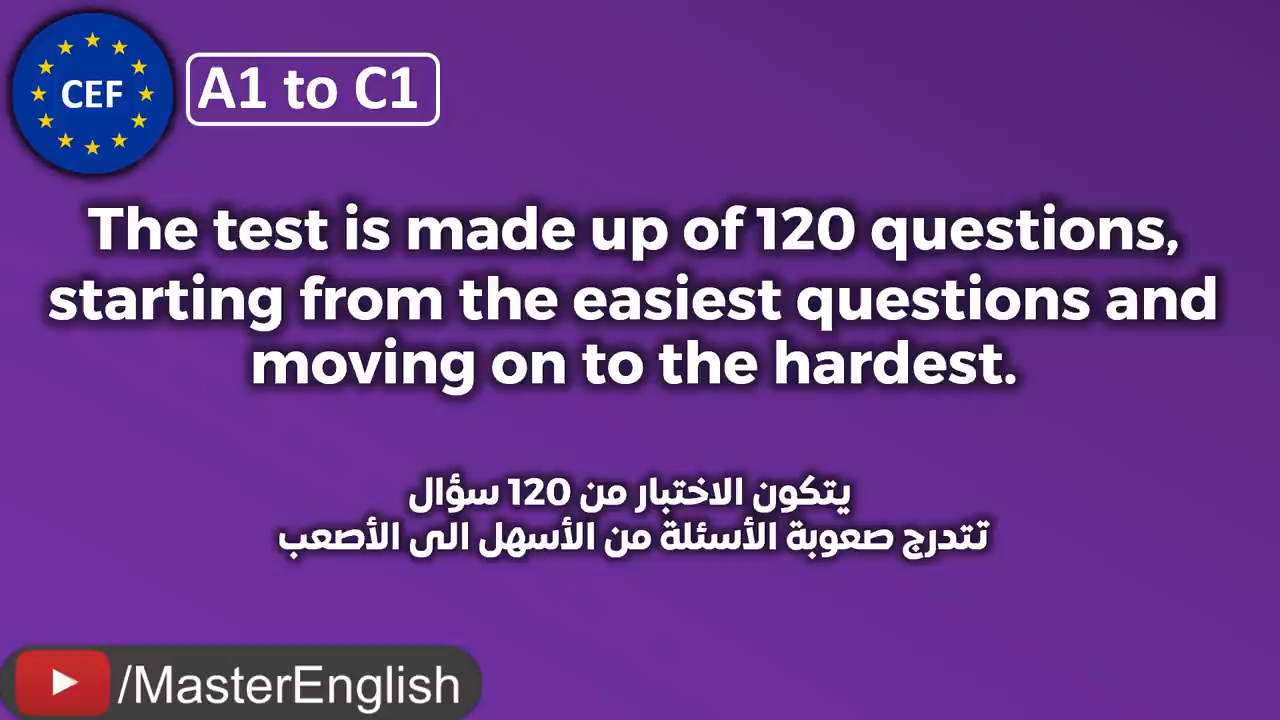 CEF
A1 to C1
The test is made up of 120 questions,
starting from the easiest questions and
moving on to the hardest.
يتكون الاختبار من 120 سؤال
تتدرج صعوبة الأسئلة من الأسهل الى الأصعب
/MasterEnglish